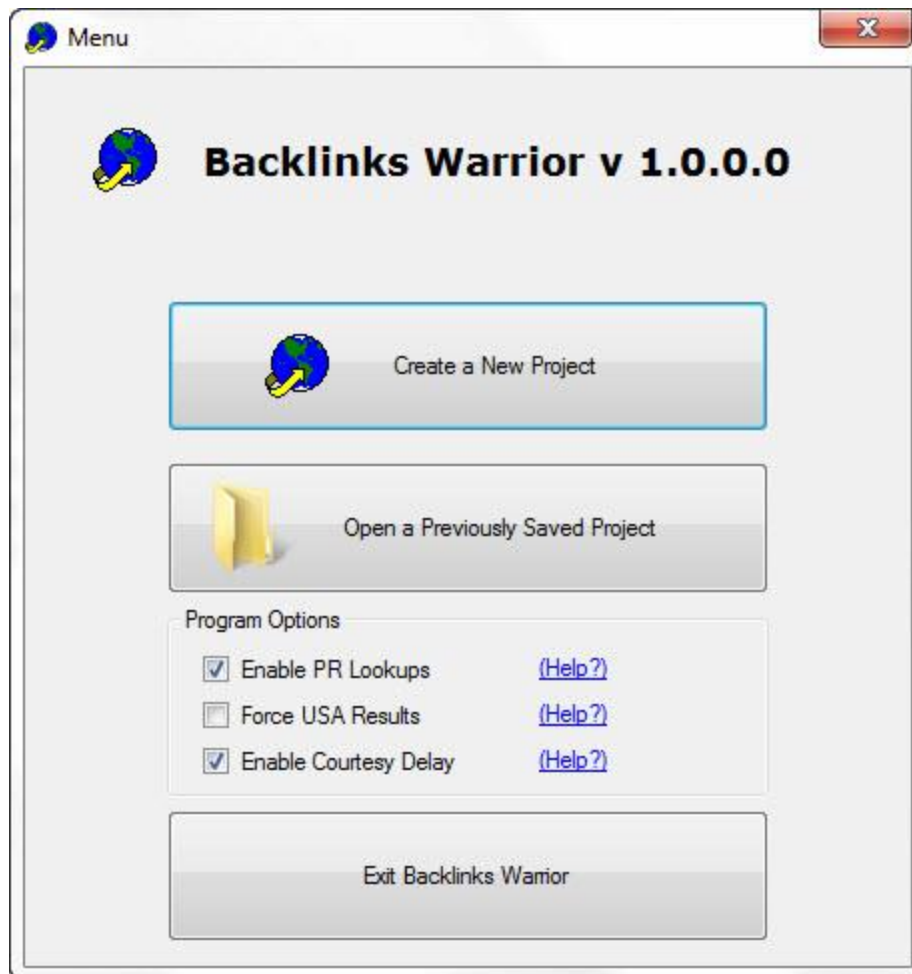 Menu
Backlinks Warrior v 1.0.0.0
Create a New Project
Open a Previously Saved Project
Program Options
Enable PR Lookups (Help?)
Force USA Results (Help?)
Enable Courtesy Delay (Help?)
Exit Backlinks Warrior